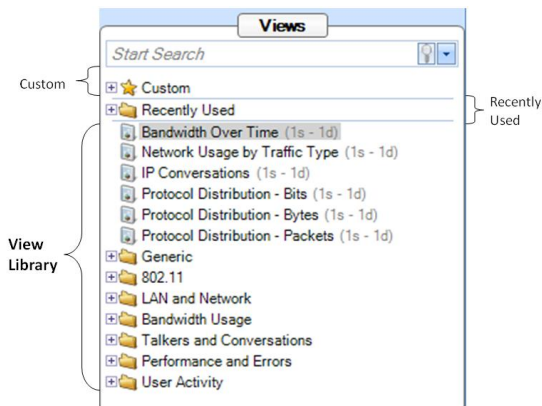 Views
Start Search
Custom
Custom
Recently Used
Recently
Used
Bandwidth Over Time (1s - 1d)
Network Usage by Traffic Type (1s - 1d)
IP Conversations (1s - 1d)
Protocol Distribution - Bits (1s - 1d)
Protocol Distribution - Bytes (1s - 1d)
Protocol Distribution - Packets (1s - 1d)
View
Library
Generic
802.11
LAN and Network
Bandwidth Usage
Talkers and Conversations
Performance and Errors
User Activity